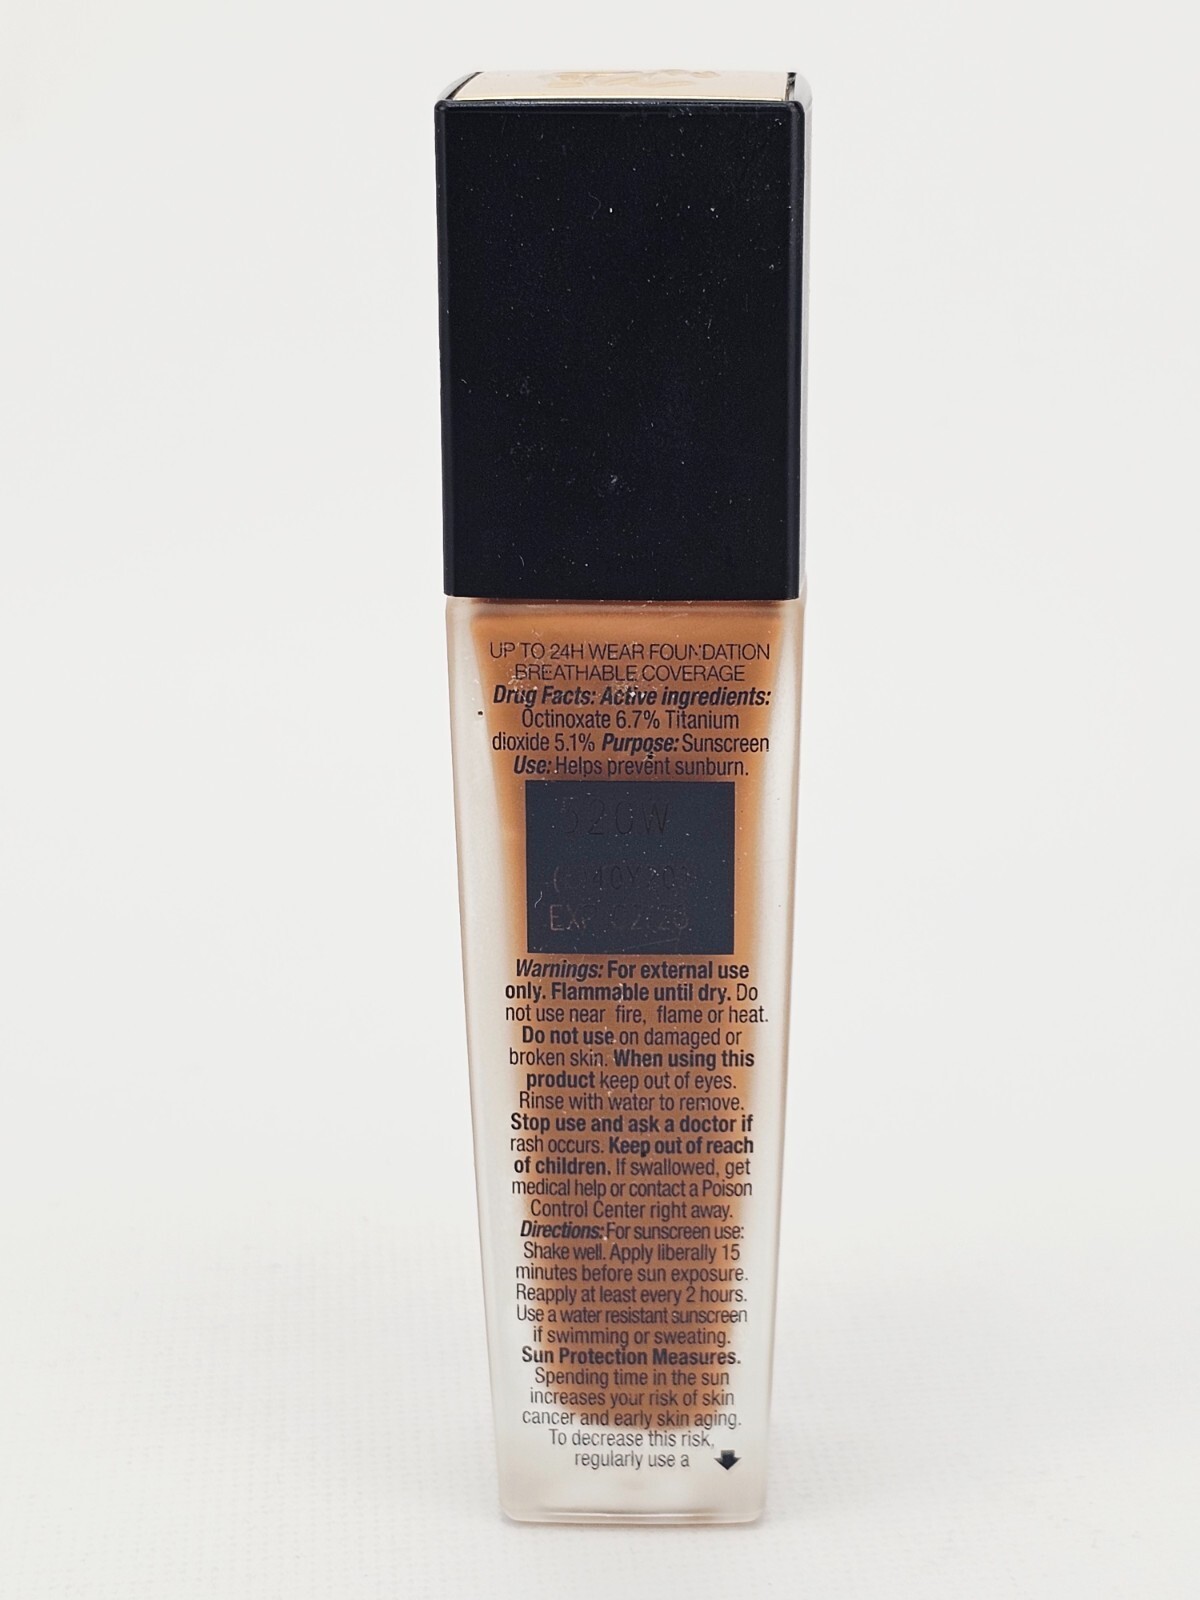 UP TO 24H WEAR FOUNDATION
BREATHABLE COVERAGE
Drug Facts: Active ingredients:
Octinoxate 6.7% Titanium
dioxide 5.1% Purpose: Sunscreen
Use: Helps prevent sunburn.
520W
EXP
Warnings: For external use
only. Flammable until dry. Do
not use near fire, flame or heat.
Do not use on damaged or
broken skin. When using this
product keep out of eyes.
Rinse with water to remove.
Stop use and ask a doctor if
rash occurs. Keep out of reach
of children. If swallowed, get
medical help or contact a Poison
Control Center right away.
Directions: For sunscreen use:
Shake well. Apply liberally 15
minutes before sun exposure.
Reapply at least every 2 hours.
Use a water resistant sunscreen
if swimming or sweating.
Sun Protection Measures.
Spending time in the sun
increases your risk of skin
cancer and early skin aging.
To decrease this risk,
regularly use a